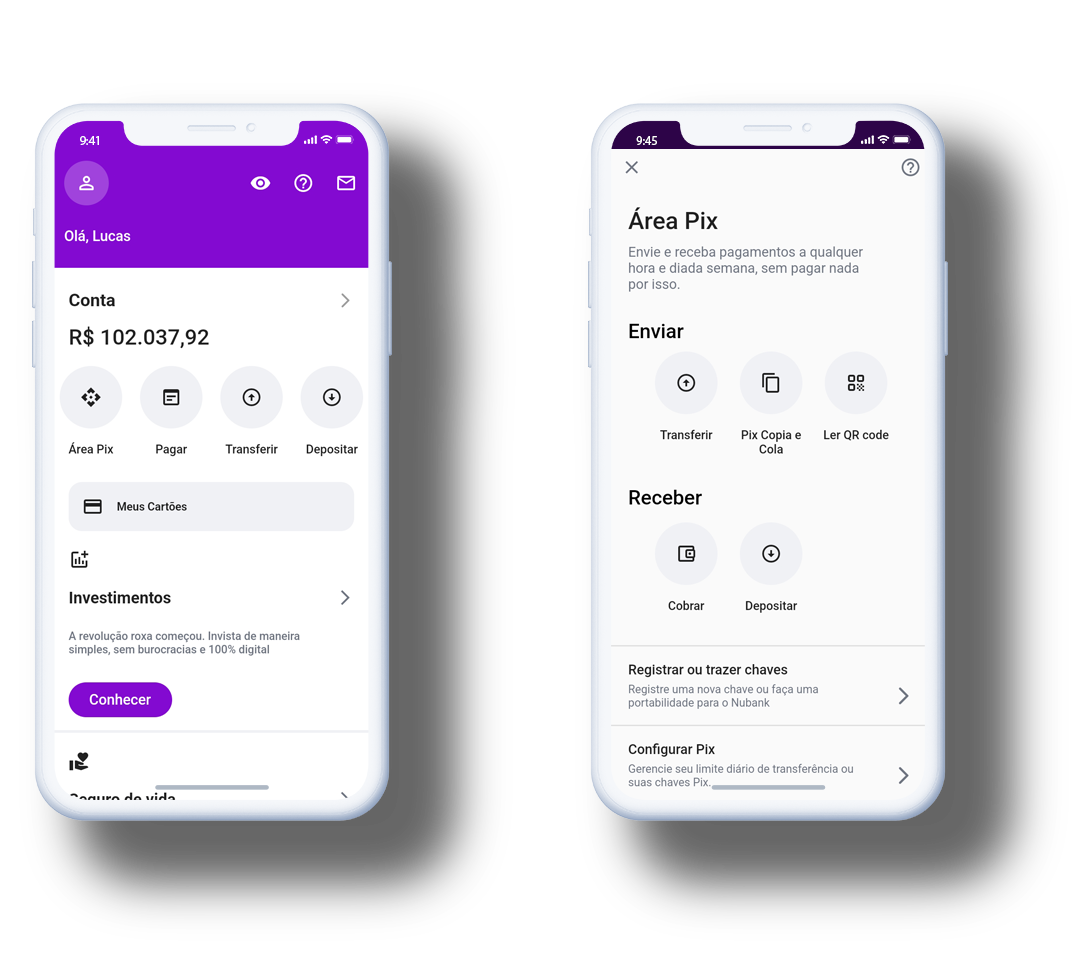 9:41
Olá, Lucas
Conta
R$ 102.037,92
Área Pix
Pagar
Transferir
Depositar
Meus Cartões
Investimentos
A revolução roxa começou. Invista de maneira
simples, sem burocracias e 100% digital
Conhecer
Seguro de vida
9:45
Área Pix
Envie e receba pagamentos a qualquer
hora e diada semana, sem pagar nada
por isso.
Enviar
Transferir
Pix Copia e
Cola
Ler QR code
Receber
Cobrar
Depositar
Registrar ou trazer chaves
Registre uma nova chave ou faça uma
portabilidade para o Nubank
Configurar Pix
Gerencie seu limite diário de transferência ou
suas chaves Pix.